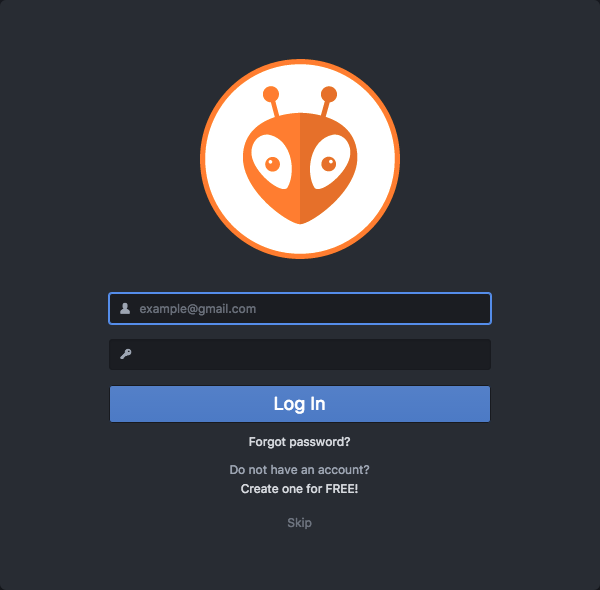 example@gmail.com
Log In
Forgot password?
Do not have an account?
Create one for FREE!
Skip